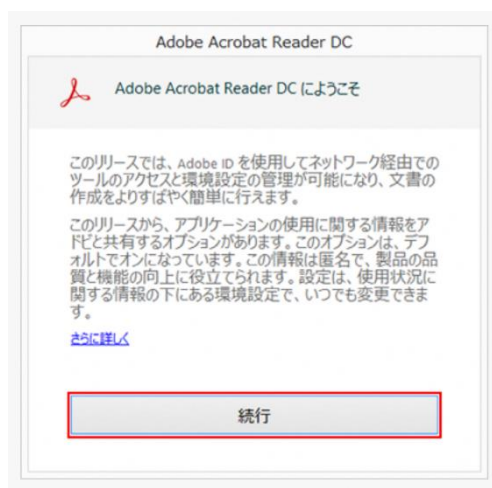 Adobe Acrobat Reader DC
Adobe Acrobat Reader DC にようこそ
このリリースでは、Adobe ID を使用してネットワーク経由での
ツールのアクセスと環境設定の管理が可能になり、文書の
作成をよりすばやく簡単に行えます。
このリリースから、アプリケーションの使用に関する情報をア
ドビと共有するオプションがあります。このオプションは、デフ
ォルトでオンになっています。この情報は匿名で、製品の品
質と機能の向上に役立てられます。設定は、使用状況に
関する情報の下にある環境設定で、いつでも変更できま
す。
さらに詳しく
続行